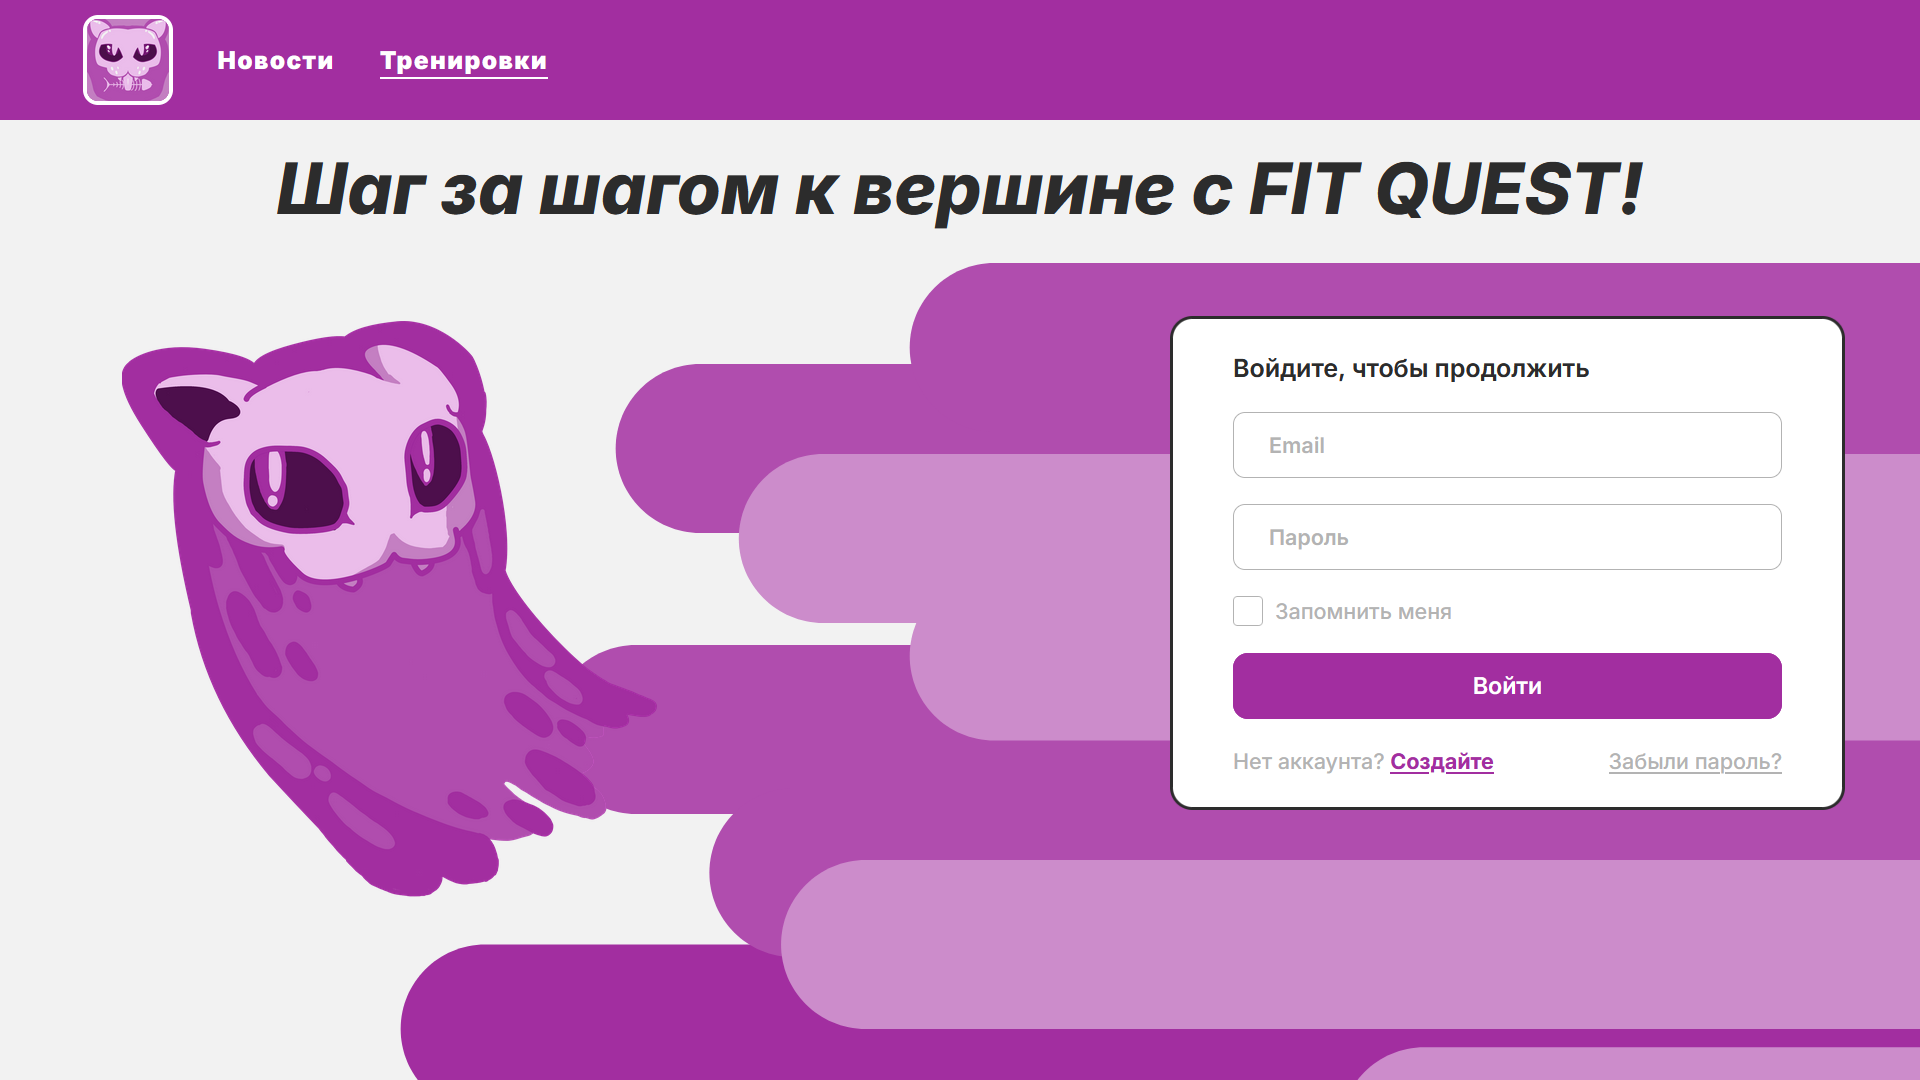 Новости Тренировки
Шаг за шагом к вершине с FIT QUEST!
Войдите, чтобы продолжить
Email
Пароль
Запомнить меня
Войти
Нет аккаунта? Создайте Забыли пароль?